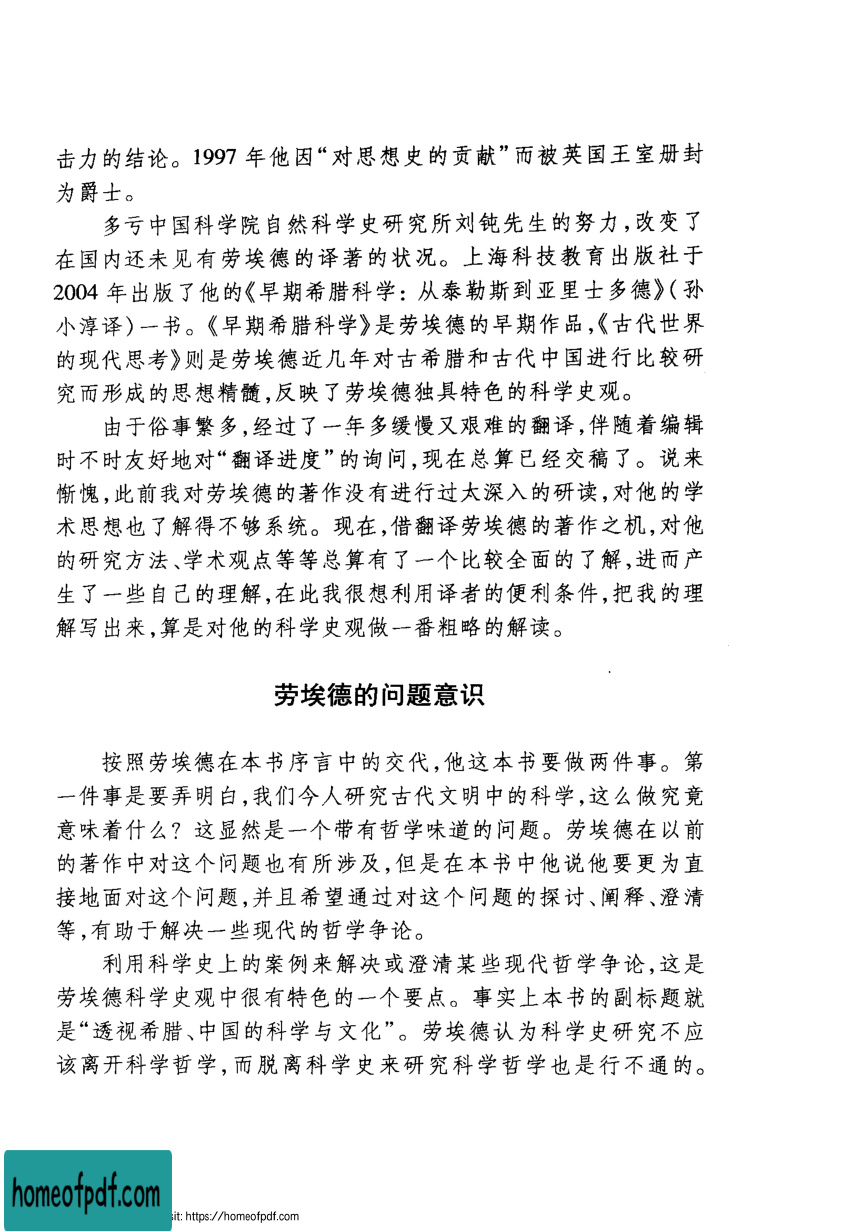 击力的结论。1997 年他因“对思想史的贡献”而被英国王室册封
为爵士。
多亏中国科学院自然科学史研究所刘钝先生的努力,改变了
在国内还未见有劳埃德的译著的状况。上海科技教育出版社于
2004 年出版了他的《早期希腊科学：从泰勒斯到亚里士多德》(孙
小淳译)一书。《早期希腊科学》是劳埃德的早期作品,《古代世界
的现代思考》则是劳埃德近几年对古希腊和古代中国进行比较研
究而形成的思想精髓,反映了劳埃德独具特色的科学史观。
由于俗事繁多,经过了一年多缓慢又艰难的翻译,伴随着编辑
时不时友好地对“翻译进度”的询问,现在总算已经交稿了。说来
惭愧,此前我对劳埃德的著作没有进行过太深入的研读,对他的学
术思想也了解得不够系统。现在,借翻译劳埃德的著作之机,对他
的研究方法、学术观点等等总算有了一个比较全面的了解,进而产
生了一些自己的理解,在此我很想利用译者的便利条件,把我的理
解写出来,算是对他的科学史观做一番粗略的解读。
劳埃德的问题意识
按照劳埃德在本书序言中的交代,他这本书要做两件事。第
一件事是要弄明白,我们今人研究古代文明中的科学,这么做究竟
意味着什么？这显然是一个带有哲学味道的问题。劳埃德在以前
的著作中对这个问题也有所涉及,但是在本书中他说他要更为直
接地面对这个问题,并且希望通过对这个问题的探讨、阐释、澄清
等,有助于解决一些现代的哲学争论。
利用科学史上的案例来解决或澄清某些现代哲学争论,这是
劳埃德科学史观中很有特色的一个要点。事实上本书的副标题就
是“透视希腊、中国的科学与文化”。劳埃德认为科学史研究不应
该离开科学哲学,而脱离科学史来研究科学哲学也是行不通的。
homeofpdf.com
sit: https://homeofpdf.com